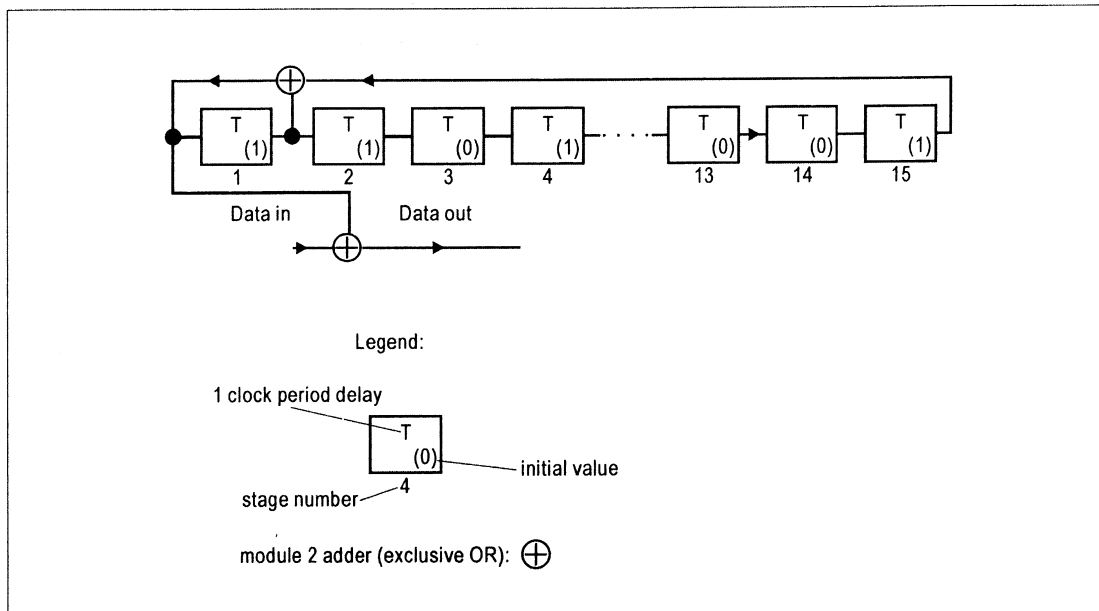 T T T T T T T
(1) (1) (0) (1) (0) (0) (1)
1 2 3 4 13 14 15
Data in Data out
Legend:
1 clock period delay
T
(0)
initial value
stage number
4
module 2 adder (exclusive OR):